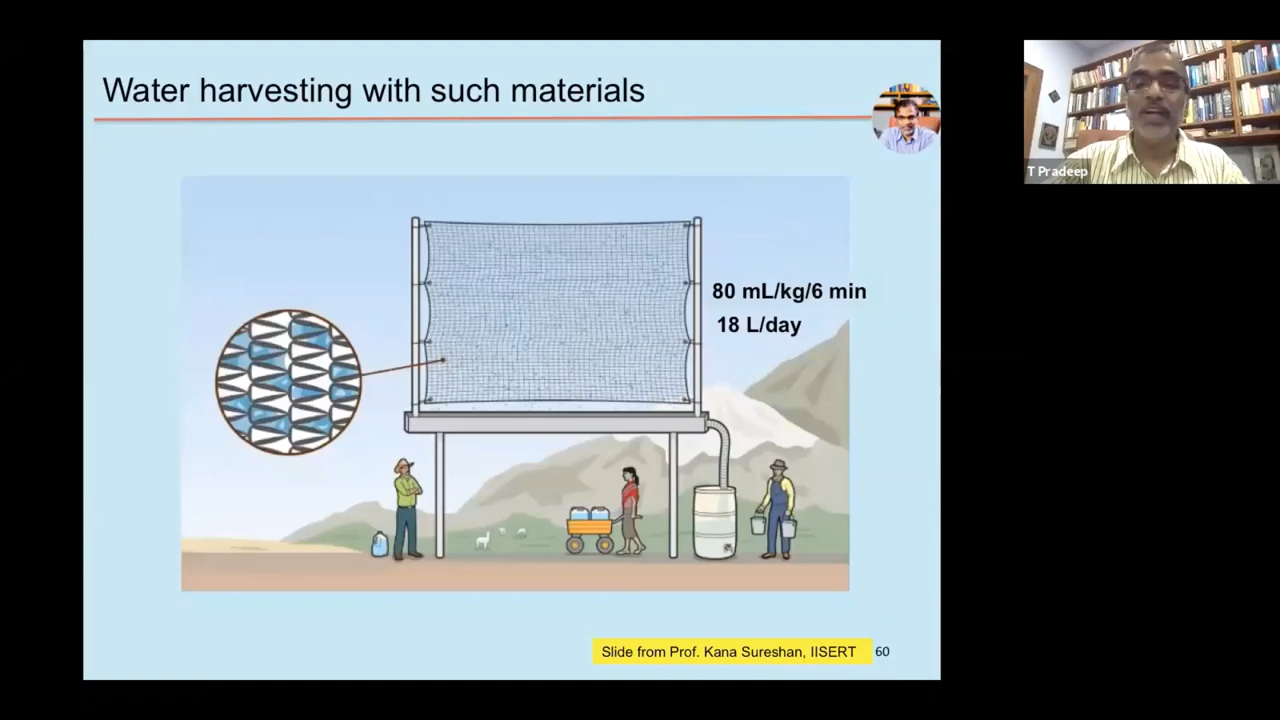 Water harvesting with such materials
T Pradeep
80 mL/kg/6 min
18 L/day
Slide from Prof. Kana Sureshan, IISERT
60